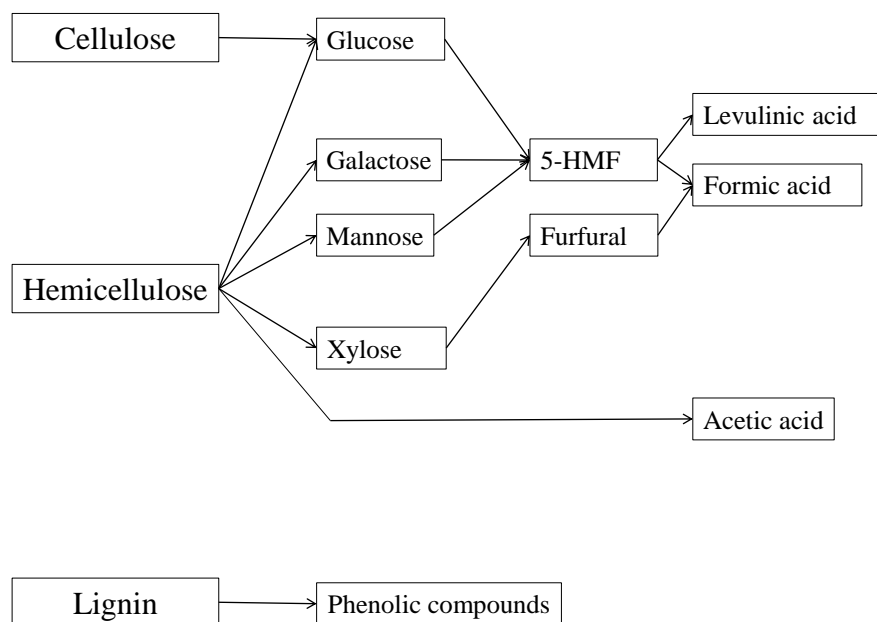 Cellulose
Glucose
Levulinic acid
Galactose
5-HMF
Formic acid
Mannose
Furfural
Hemicellulose
Xylose
Acetic acid
Lignin
Phenolic compounds